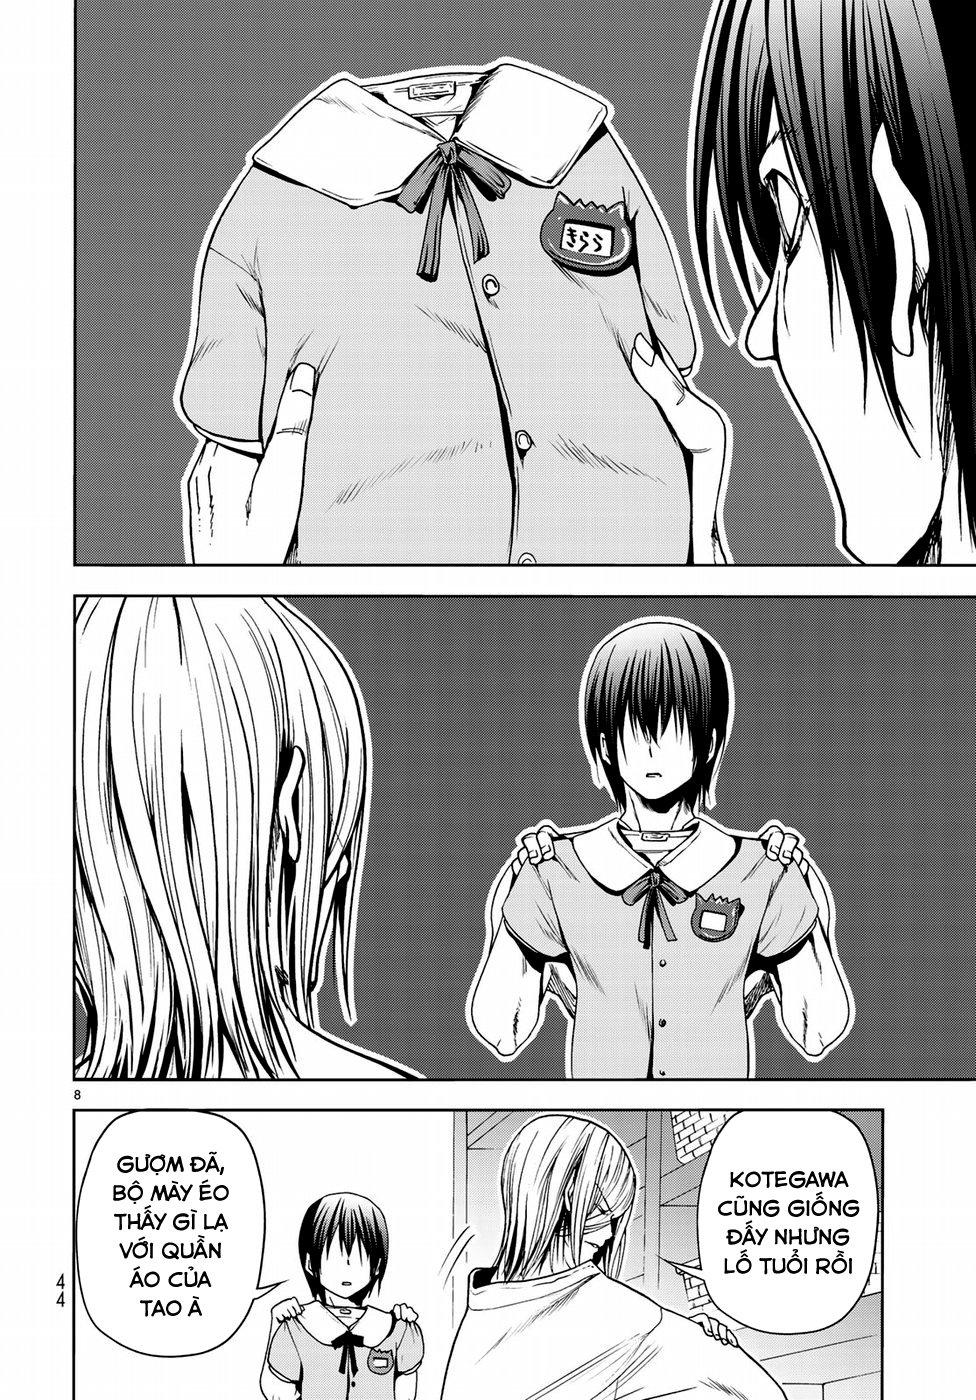 きらら
8
KOTEGAWA
CŨNG GIỐNG
ĐẤY NHƯNG
LỐ TUỔI RỒI
GƯỢM ĐÃ,
BỘ MÀY ÉO
THẤY GÌ LẠ
VỚI QUẦN
ÁO CỦA
TAO À
44